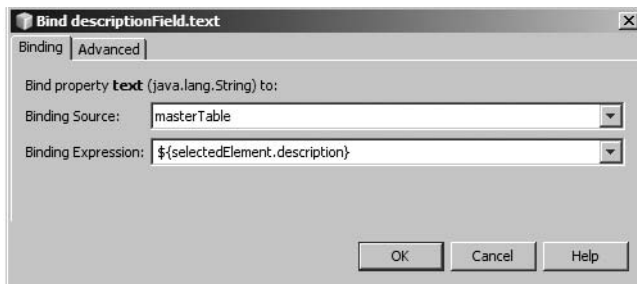 Bind descriptionField.text
Binding Advanced
Bind property text (java.lang.String) to:
Binding Source: masterTable
Binding Expression: ${selectedElement.description}
OK Cancel Help